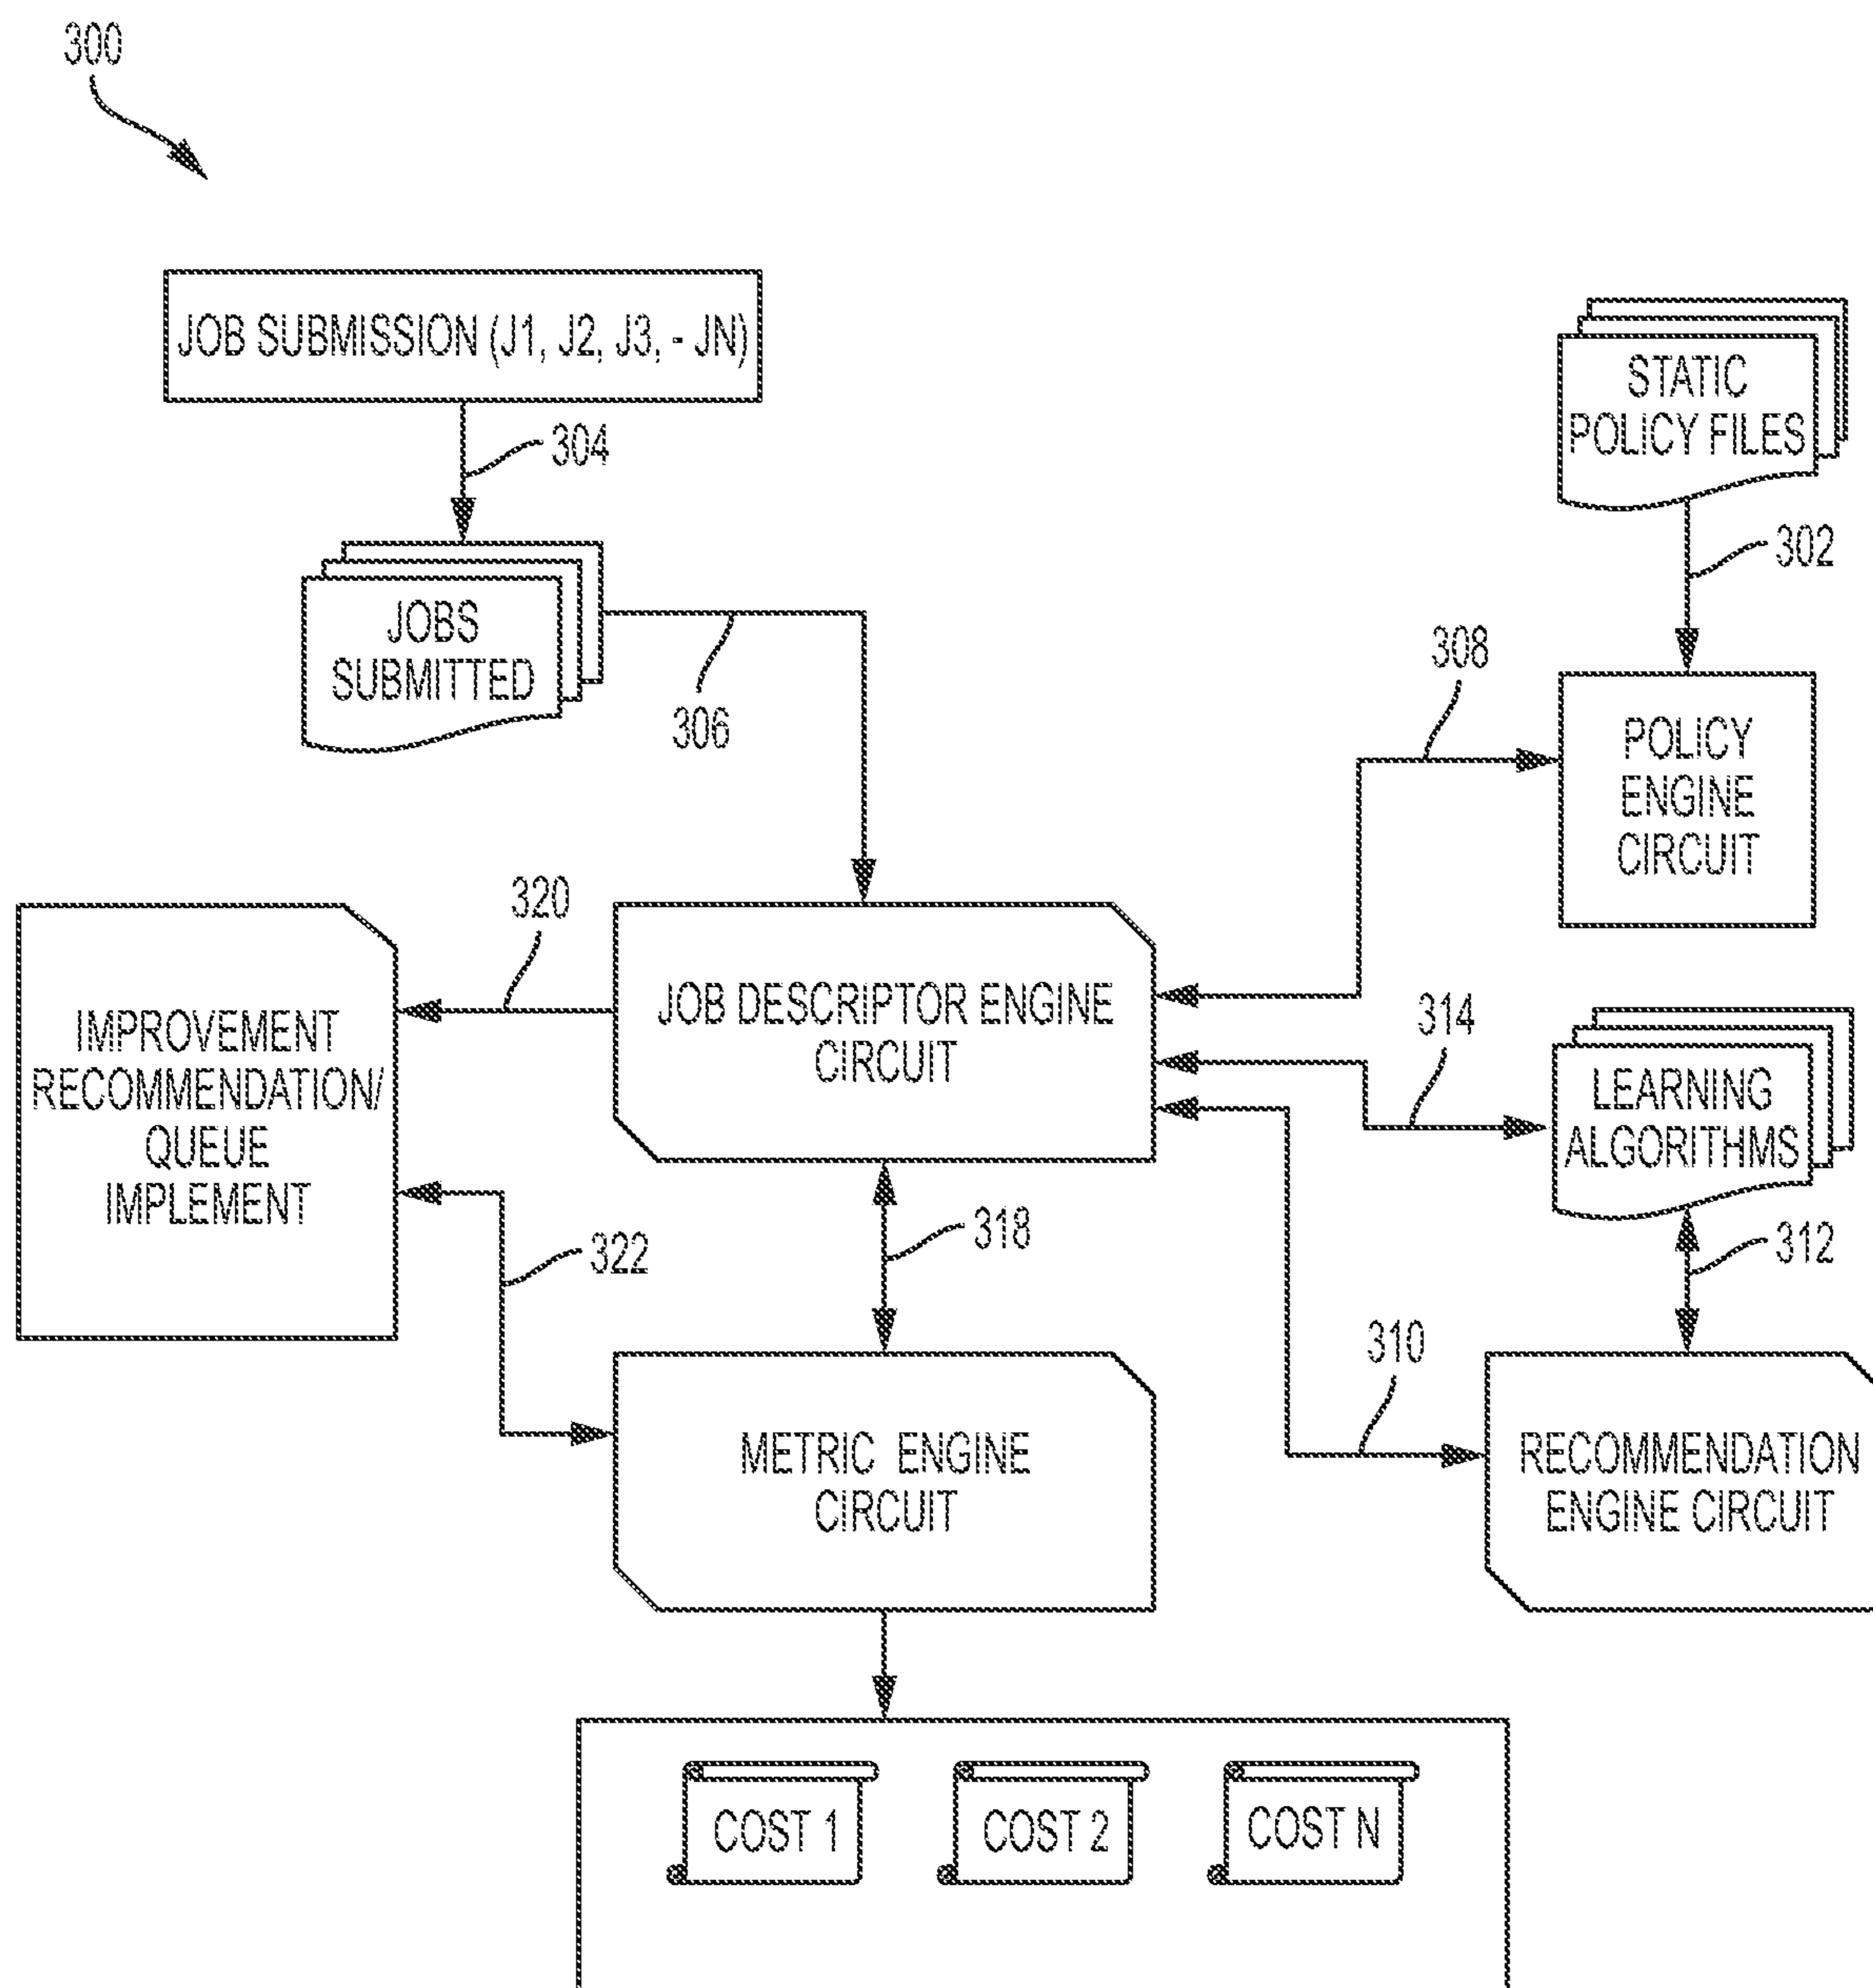 300
JOB SUBMISSION (J1, J2, J3, - JN)
304
STATIC
POLICY FILES
302
JOBS
SUBMITTED
306
308
POLICY
ENGINE
CIRCUIT
320
JOB DESCRIPTOR ENGINE
CIRCUIT
IMPROVEMENT
RECOMMENDATION/
QUEUE
IMPLEMENT
314
LEARNING
ALGORITHMS
318
312
322
310
METRIC ENGINE
CIRCUIT
RECOMMENDATION
ENGINE CIRCUIT
COST 1
COST 2
COST N